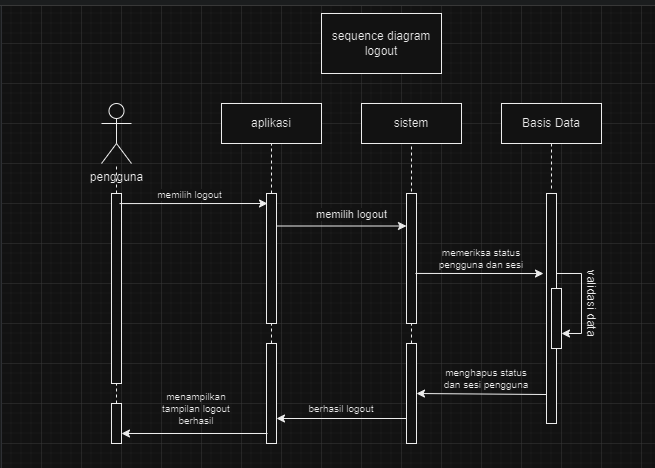 sequence diagram
logout
aplikasi
sistem
Basis Data
pengguna
memilih logout
memilih logout
memeriksa status
pengguna dan sesi
validasi data
menghapus status
dan sesi pengguna
menampilkan
tampilan logout
berhasil
berhasil logout